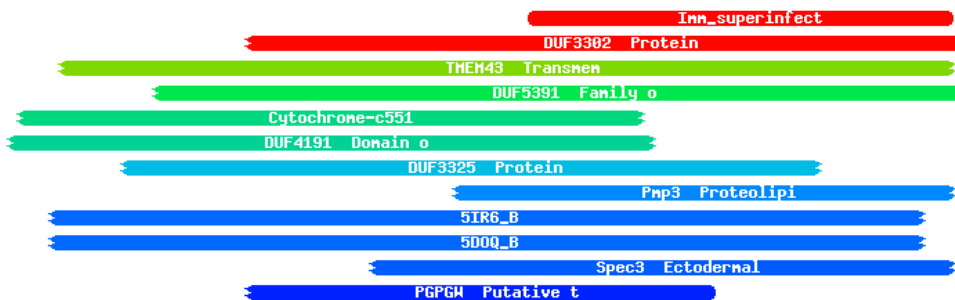 Imm_superinfect
DUF3302 Protein
TMEM43 Transmem
DUF5391 Family o
Cytochrome-c551
DUF4191 Domain o
DUF3325 Protein
Pmp3 Proteolipi
5IR6_B
5DOQ_B
Spec3 Ectodermal
PGPGW Putative t